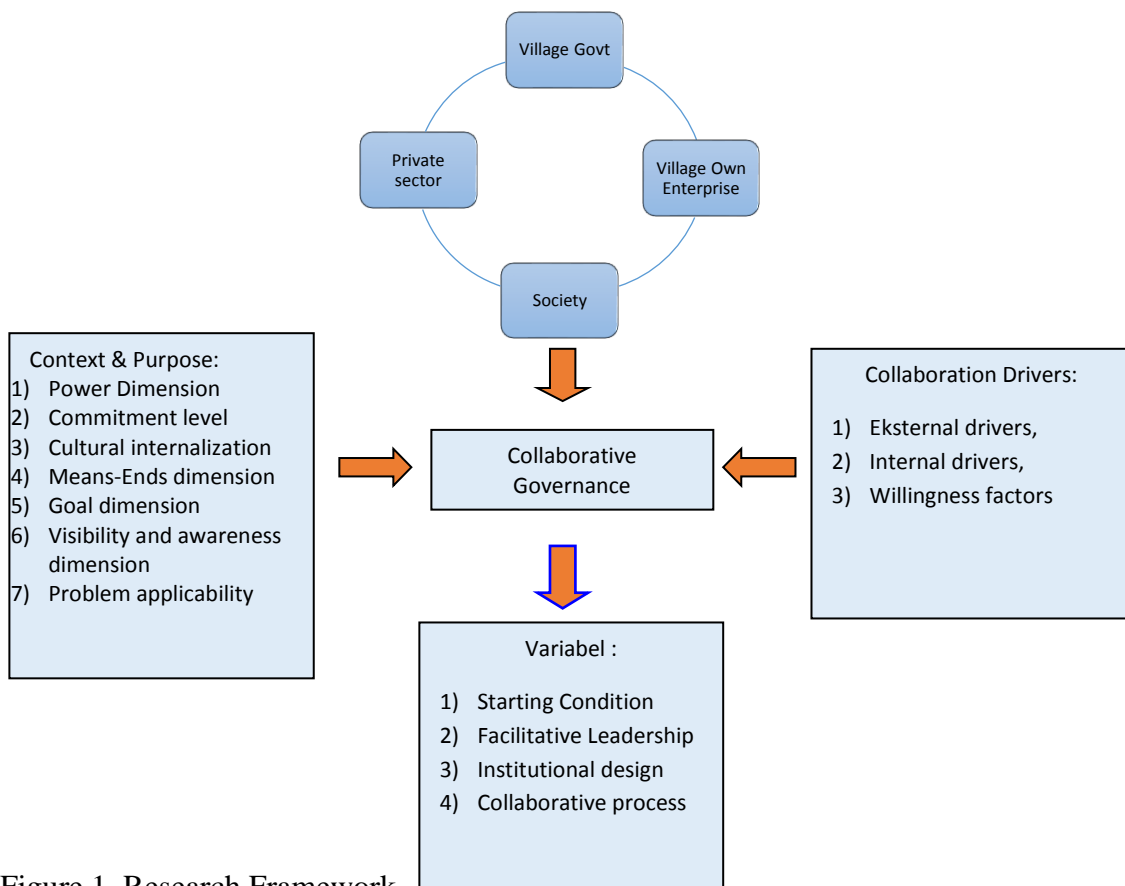 Village Govt
Private
sector
Village Own
Enterprise
Society
Context & Purpose:
1) Power Dimension
2) Commitment level
3) Cultural internalization
4) Means-Ends dimension
5) Goal dimension
6) Visibility and awareness
dimension
7) Problem applicability
Collaborative
Governance
Collaboration Drivers:
1) Eksternal drivers,
2) Internal drivers,
3) Willingness factors
Variabel :
1) Starting Condition
2) Facilitative Leadership
3) Institutional design
4) Collaborative process
Figure 1. Research Framework